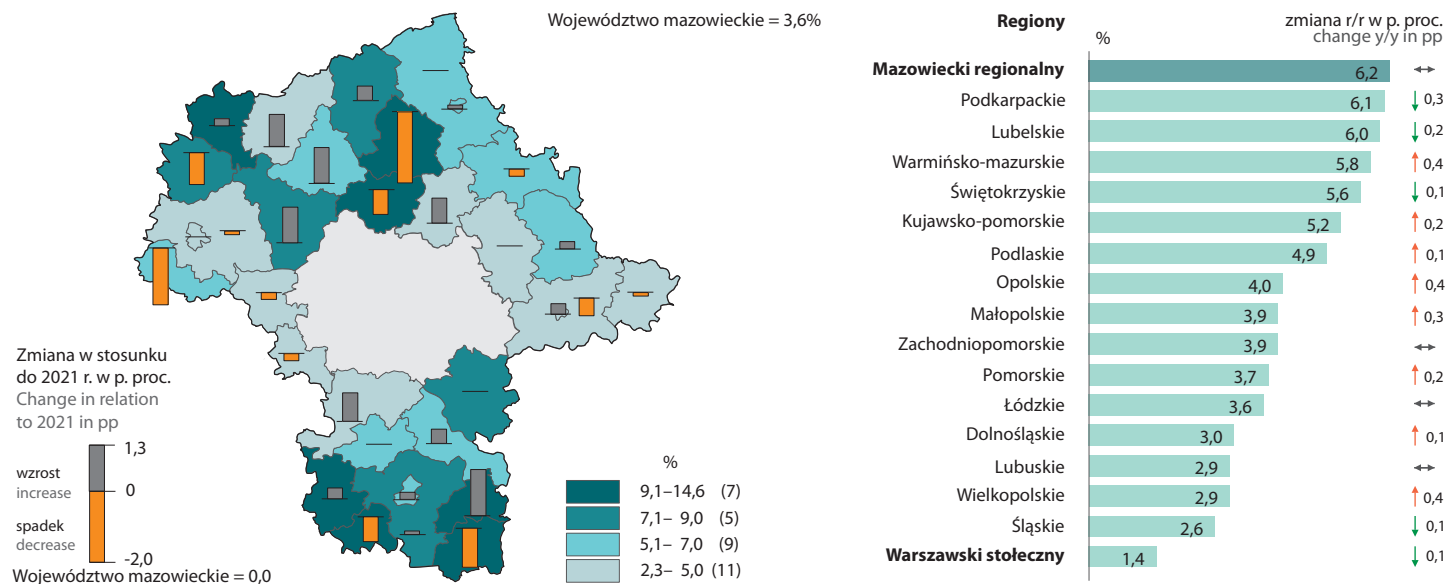 Województwo mazowieckie = 3,6%
Zmiana w stosunku
do 2021 r. w p. proc.
Change in relation
to 2021 in pp
1,3
wzrost
increase
0
spadek
decrease
-2,0
Województwo mazowieckie = 0,0
%
9,1–14,6 (7)
7,1– 9,0 (5)
5,1– 7,0 (9)
2,3– 5,0 (11)
Regiony
%
zmiana r/r w p. proc.
change y/y in pp
Mazowiecki regionalny 6,2 ↔
Podkarpackie 6,1 ↓ 0,3
Lubelskie 6,0 ↓ 0,2
Warmińsko-mazurskie 5,8 ↑ 0,4
Świętokrzyskie 5,6 ↓ 0,1
Kujawsko-pomorskie 5,2 ↑ 0,2
Podlaskie 4,9 ↑ 0,1
Opolskie 4,0 ↑ 0,4
Małopolskie 3,9 ↑ 0,3
Zachodniopomorskie 3,9 ↔
Pomorskie 3,7 ↑ 0,2
Łódzkie 3,6 ↔
Dolnośląskie 3,0 ↑ 0,1
Lubuskie 2,9 ↔
Wielkopolskie 2,9 ↑ 0,4
Śląskie 2,6 ↓ 0,1
Warszawski stołeczny 1,4 ↓ 0,1